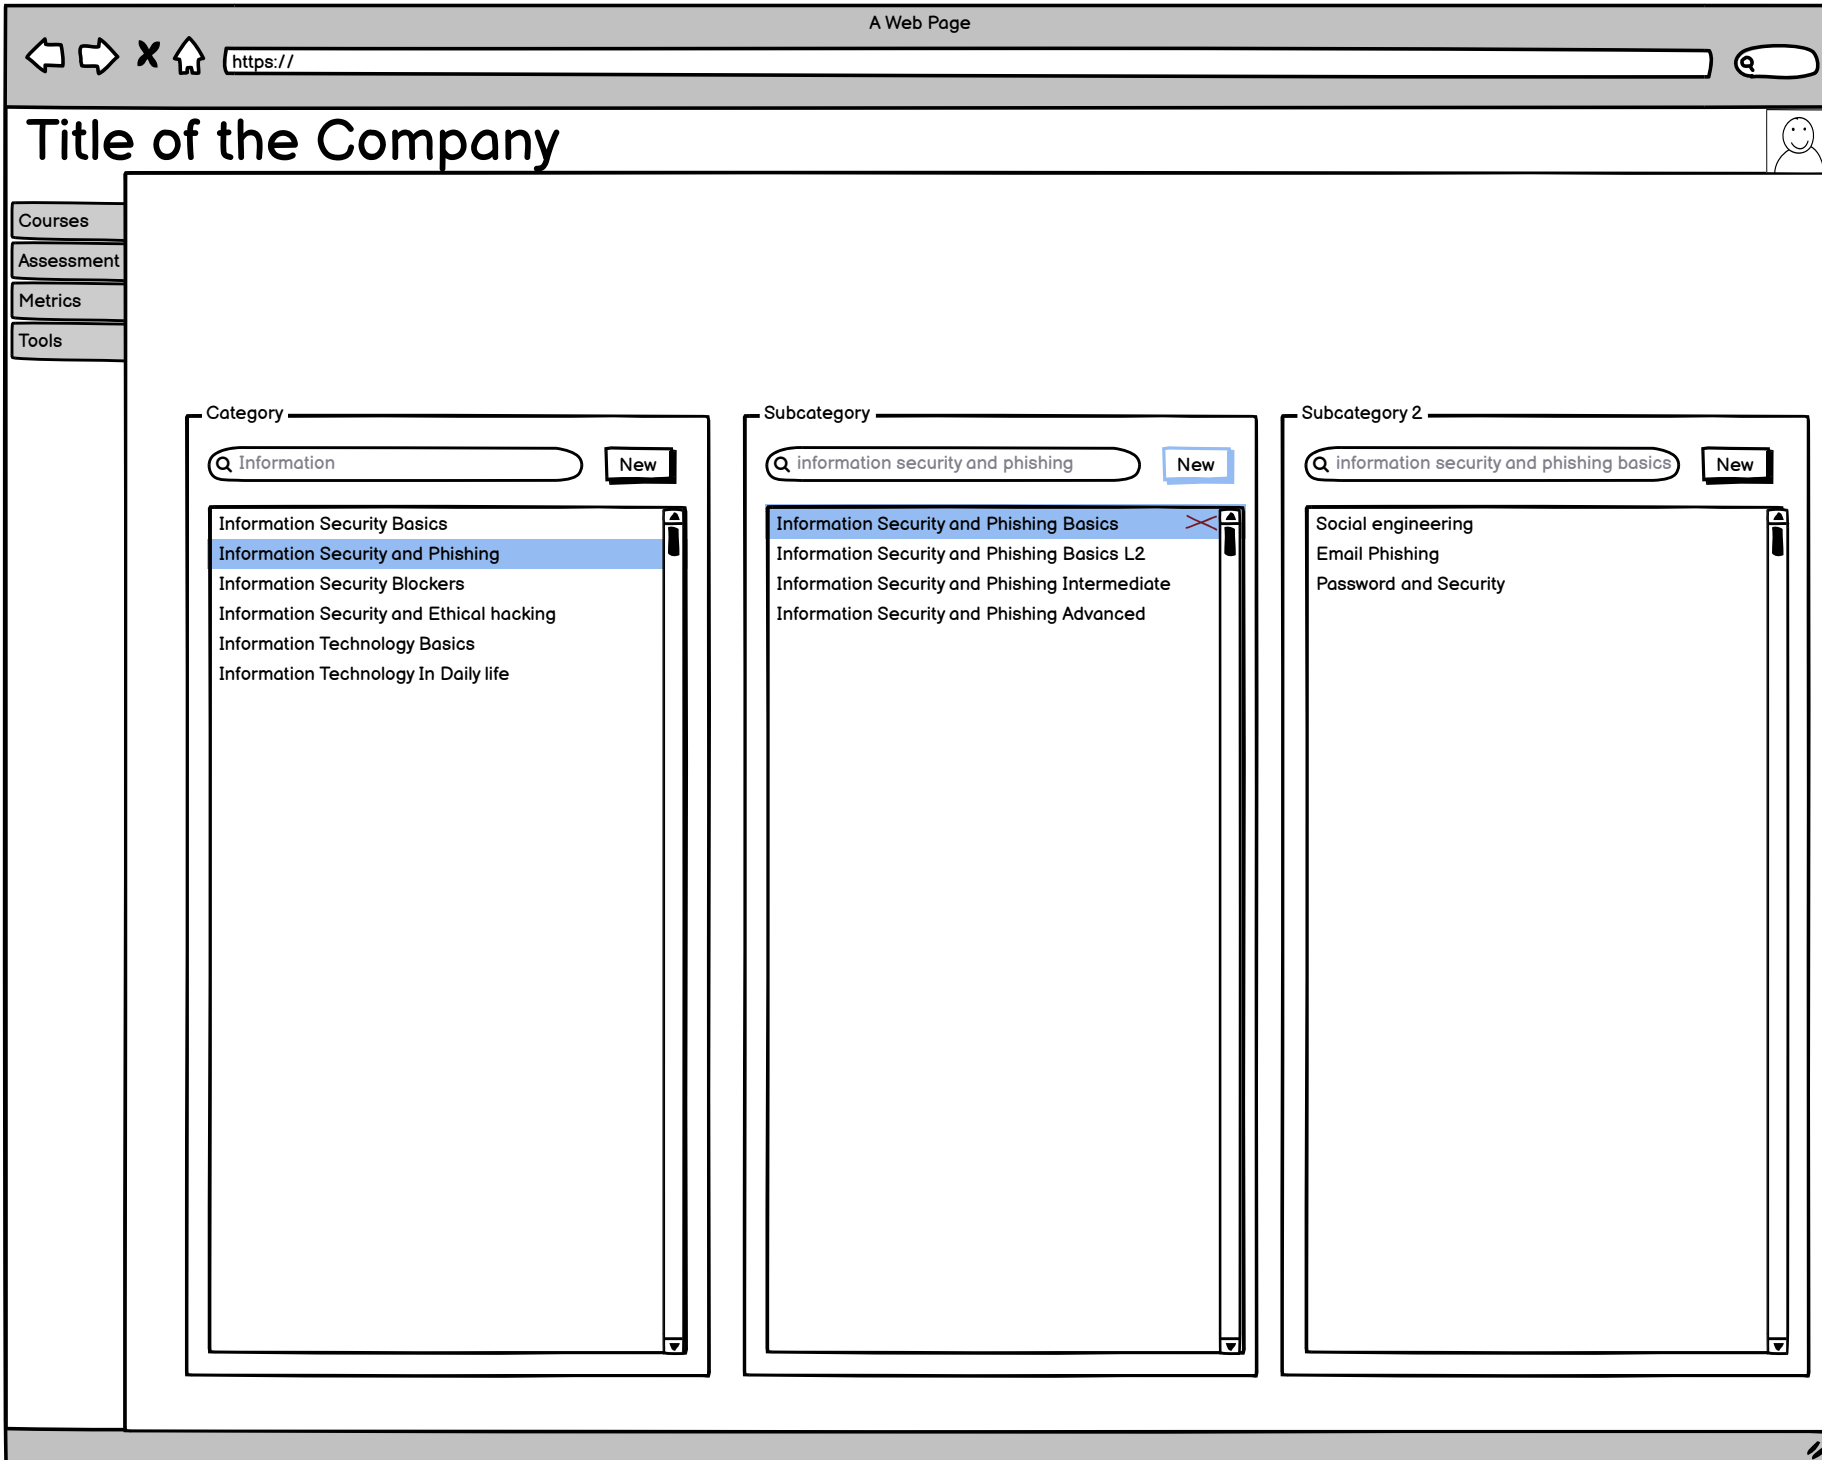 A Web Page
https://
Title of the Company
Courses
Assessment
Metrics
Tools
Category
Information
New
Information Security Basics
Information Security and Phishing
Information Security Blockers
Information Security and Ethical hacking
Information Technology Basics
Information Technology In Daily life
Subcategory
information security and phishing
New
Information Security and Phishing Basics
Information Security and Phishing Basics L2
Information Security and Phishing Intermediate
Information Security and Phishing Advanced
Subcategory 2
information security and phishing basics
New
Social engineering
Email Phishing
Password and Security